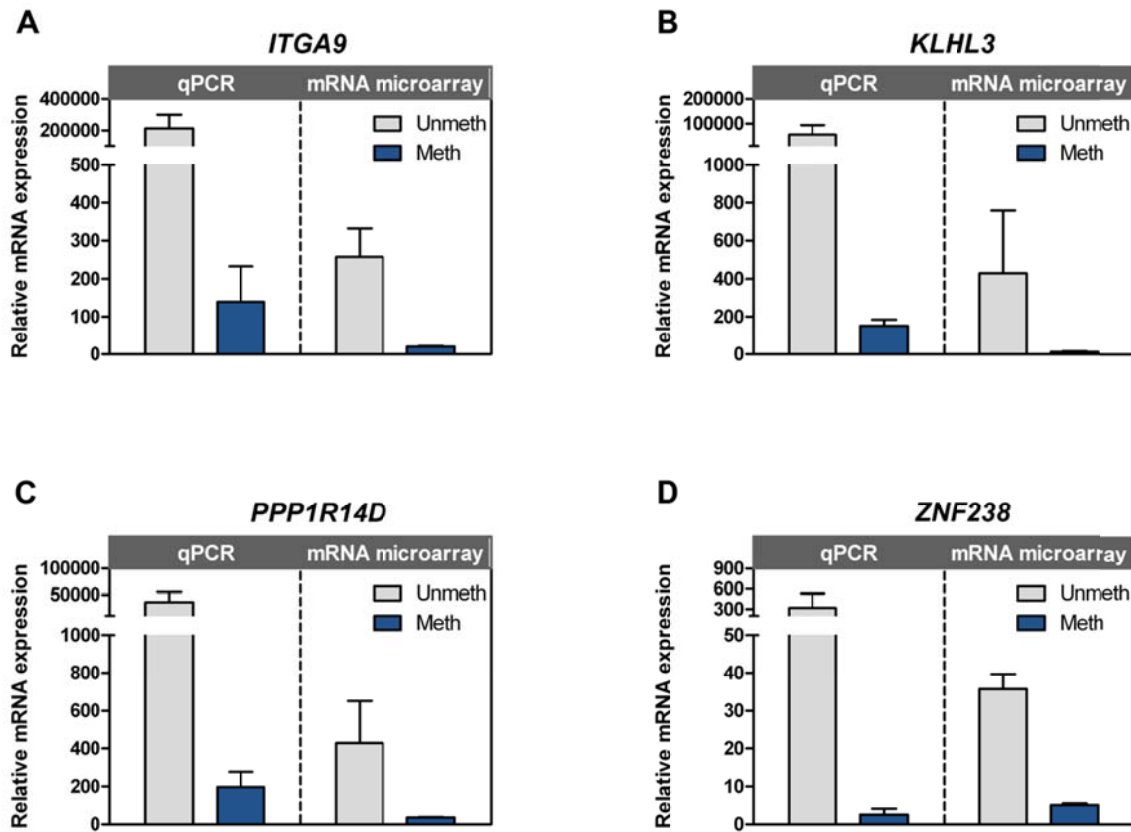 A
ITGA9
qPCR mRNA microarray
Relative mRNA expression
400000
200000
500
400
300
200
100
0
Unmeth
Meth
B
KLHL3
qPCR mRNA microarray
Relative mRNA expression
200000
100000
1000
800
600
400
200
0
Unmeth
Meth
C
PPP1R14D
qPCR mRNA microarray
Relative mRNA expression
100000
50000
1000
800
600
400
200
0
Unmeth
Meth
D
ZNF238
qPCR mRNA microarray
Relative mRNA expression
900
600
300
50
40
30
20
10
0
Unmeth
Meth